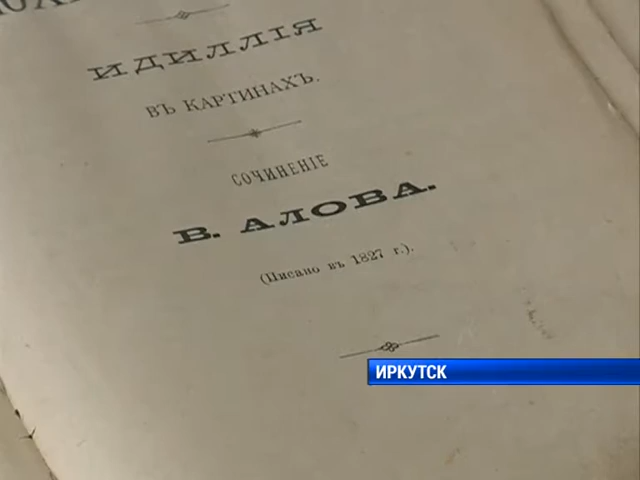 ИДИЛЛІЯ
ВЪ КАРТИНАХЪ.
СОЧИНЕНІЕ
В. АЛОВА.
(Писано въ 1827 г.).
ИРКУТСК